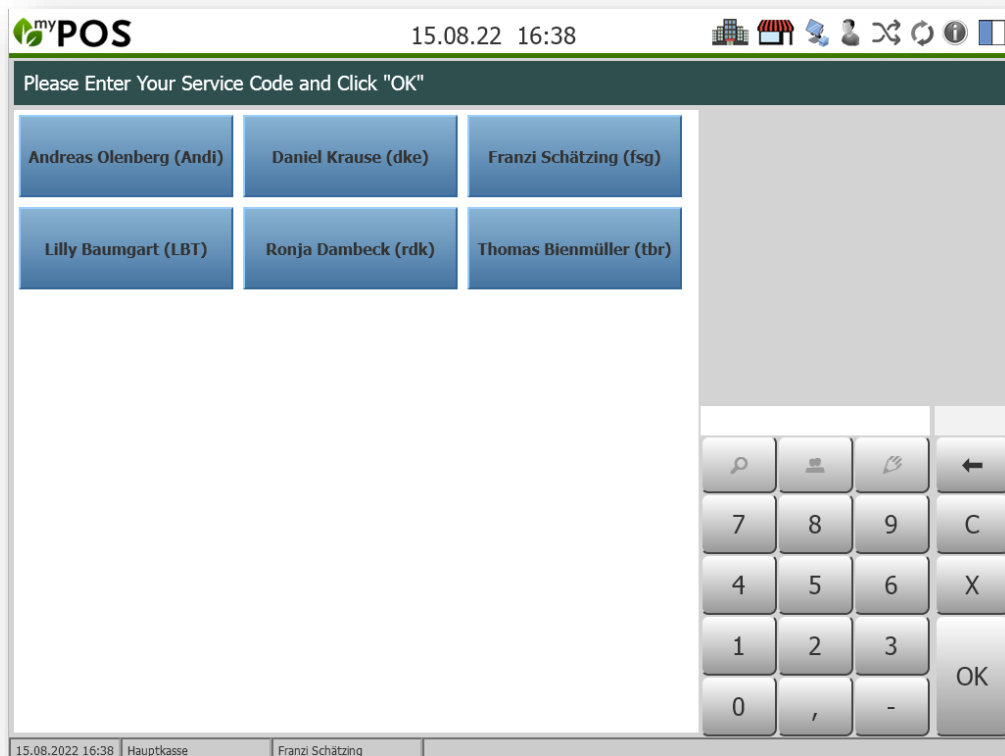 myPOS 15.08.22 16:38
Please Enter Your Service Code and Click "OK"
Andreas Olenberg (Andi) Daniel Krause (dke) Franzi Schätzing (fsg)
Lilly Baumgart (LBT) Ronja Dambeck (rdk) Thomas Bienmüller (tbr)
7 8 9 C
4 5 6 X
1 2 3
OK
0 , -
15.08.2022 16:38 Hauptkasse Franzi Schätzing